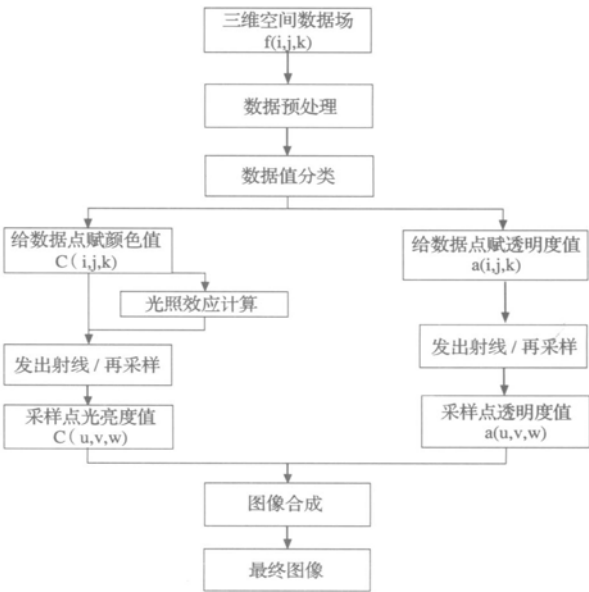 三维空间数据场
f(i,j,k)
数据预处理
数据值分类
给数据点赋颜色值
C( i,j,k)
给数据点赋透明度值
a(i,j,k)
光照效应计算
发出射线 / 再采样
发出射线 / 再采样
采样点光亮度值
C( u,v,w)
采样点透明度值
a(u,v,w)
图像合成
最终图像